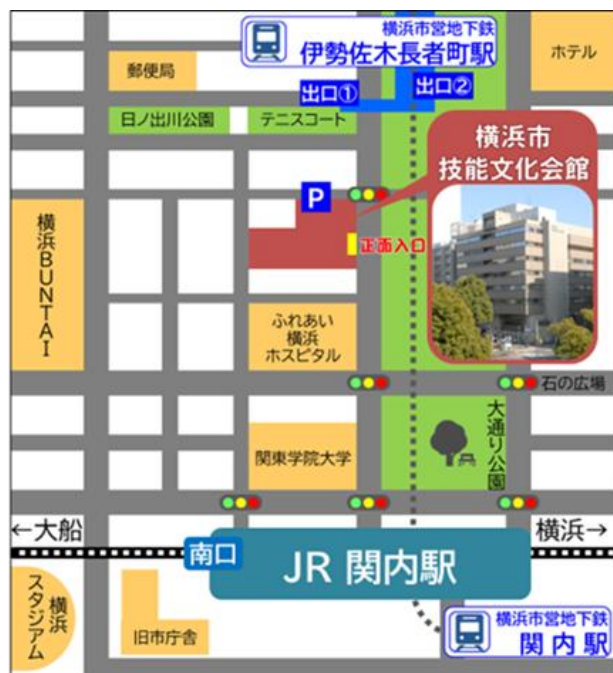 横浜市営地下鉄
伊勢佐木長者町駅
ホテル
郵便局
出口①
出口②
日ノ出川公園
テニスコート
横浜市
技能文化会館
P
正面入口
横浜BUNTAI
ふれあい
横浜
ホスピタル
石の広場
大通り公園
関東学院大学
←大船
横浜→
南口
JR 関内駅
横浜
スタジアム
旧市庁舎
横浜市営地下鉄
関内駅